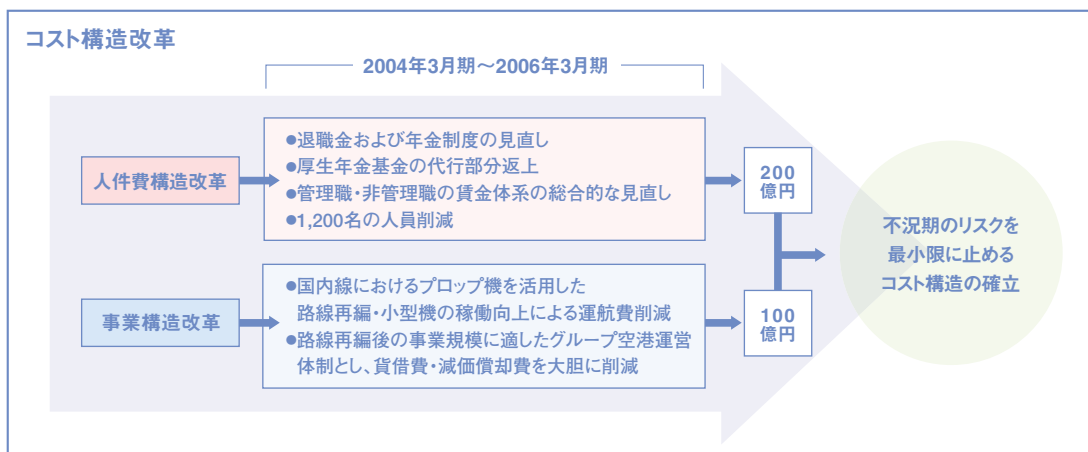 コスト構造改革
2004年3月期～2006年3月期
人件費構造改革
●退職金および年金制度の見直し
●厚生年金基金の代行部分返上
●管理職・非管理職の賃金体系の総合的な見直し
●1,200名の人員削減
200
億円
事業構造改革
●国内線におけるプロップ機を活用した
路線再編・小型機の稼働向上による運航費削減
●路線再編後の事業規模に適したグループ空港運営
体制とし、賃借費・減価償却費を大胆に削減
100
億円
不況期のリスクを
最小限に止める
コスト構造の確立